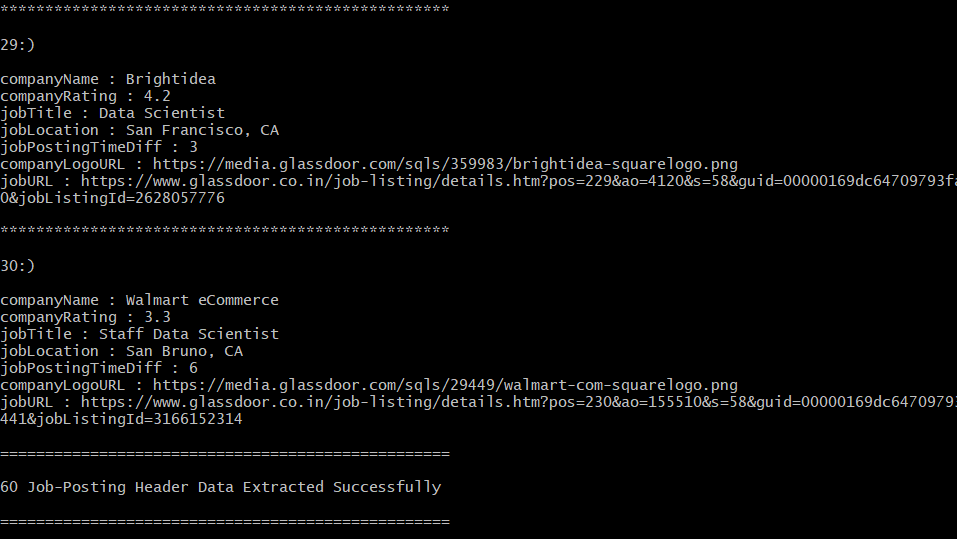 **************************************************
29:)
companyName : Brightidea
companyRating : 4.2
jobTitle : Data Scientist
jobLocation : San Francisco, CA
jobPostingTimeDiff : 3
companyLogoURL : https://media.glassdoor.com/sqls/359983/brightidea-squarelogo.png
jobURL : https://www.glassdoor.co.in/job-listing/details.htm?pos=229&ao=4120&s=58&guid=00000169dc64709793fa
0&jobListingId=2628057776
**************************************************
30:)
companyName : Walmart eCommerce
companyRating : 3.3
jobTitle : Staff Data Scientist
jobLocation : San Bruno, CA
jobPostingTimeDiff : 6
companyLogoURL : https://media.glassdoor.com/sqls/29449/walmart-com-squarelogo.png
jobURL : https://www.glassdoor.co.in/job-listing/details.htm?pos=230&ao=155510&s=58&guid=00000169dc64709793
441&jobListingId=3166152314
==================================================
60 Job-Posting Header Data Extracted Successfully
==================================================